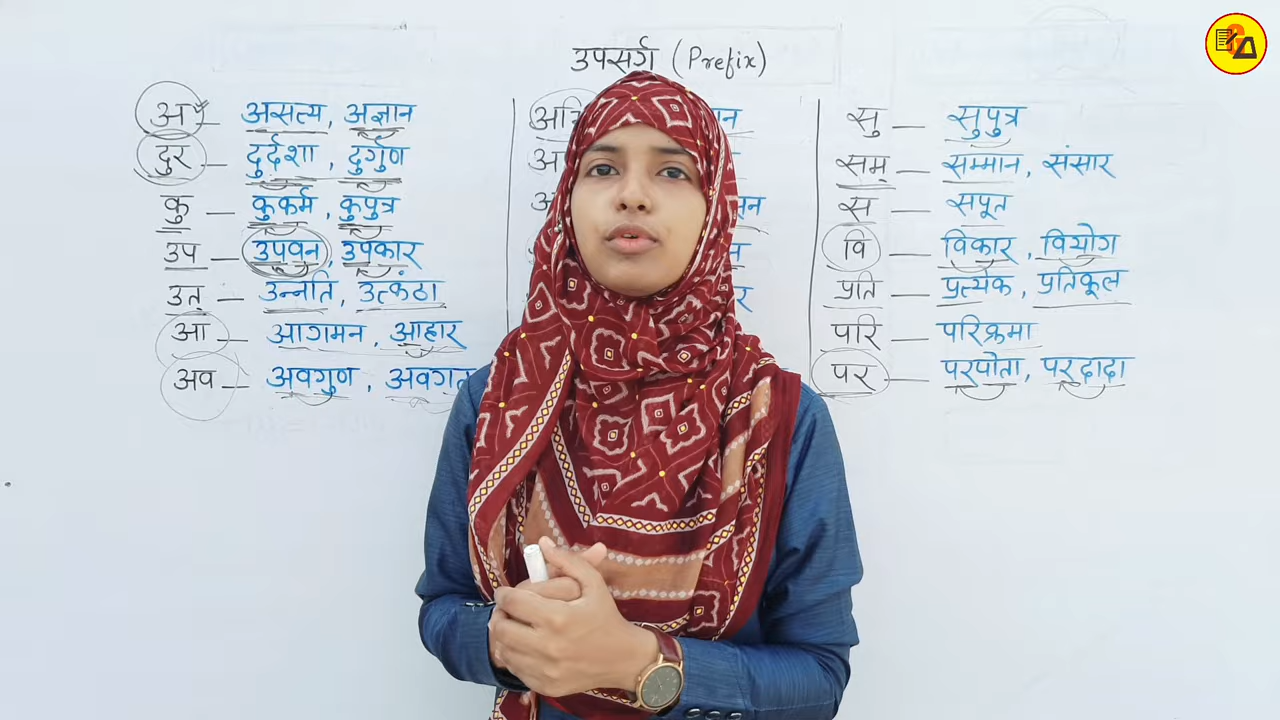 उपसर्ग (Prefix)
अ — असत्य, अज्ञान
दुर — दुर्दशा, दुर्गुण
कु — कुकर्म, कुपुत्र
उप — उपवन, उपकार
उत् — उन्नति, उत्कंठा
आ — आगमन, आहार
अव — अवगुण, अवगत
सु — सुपुत्र
सम् — सम्मान, संसार
स — सपूत
वि — विकार, वियोग
प्रति — प्रत्येक, प्रतिकूल
परि — परिक्रमा
पर — परपोता, परदादा